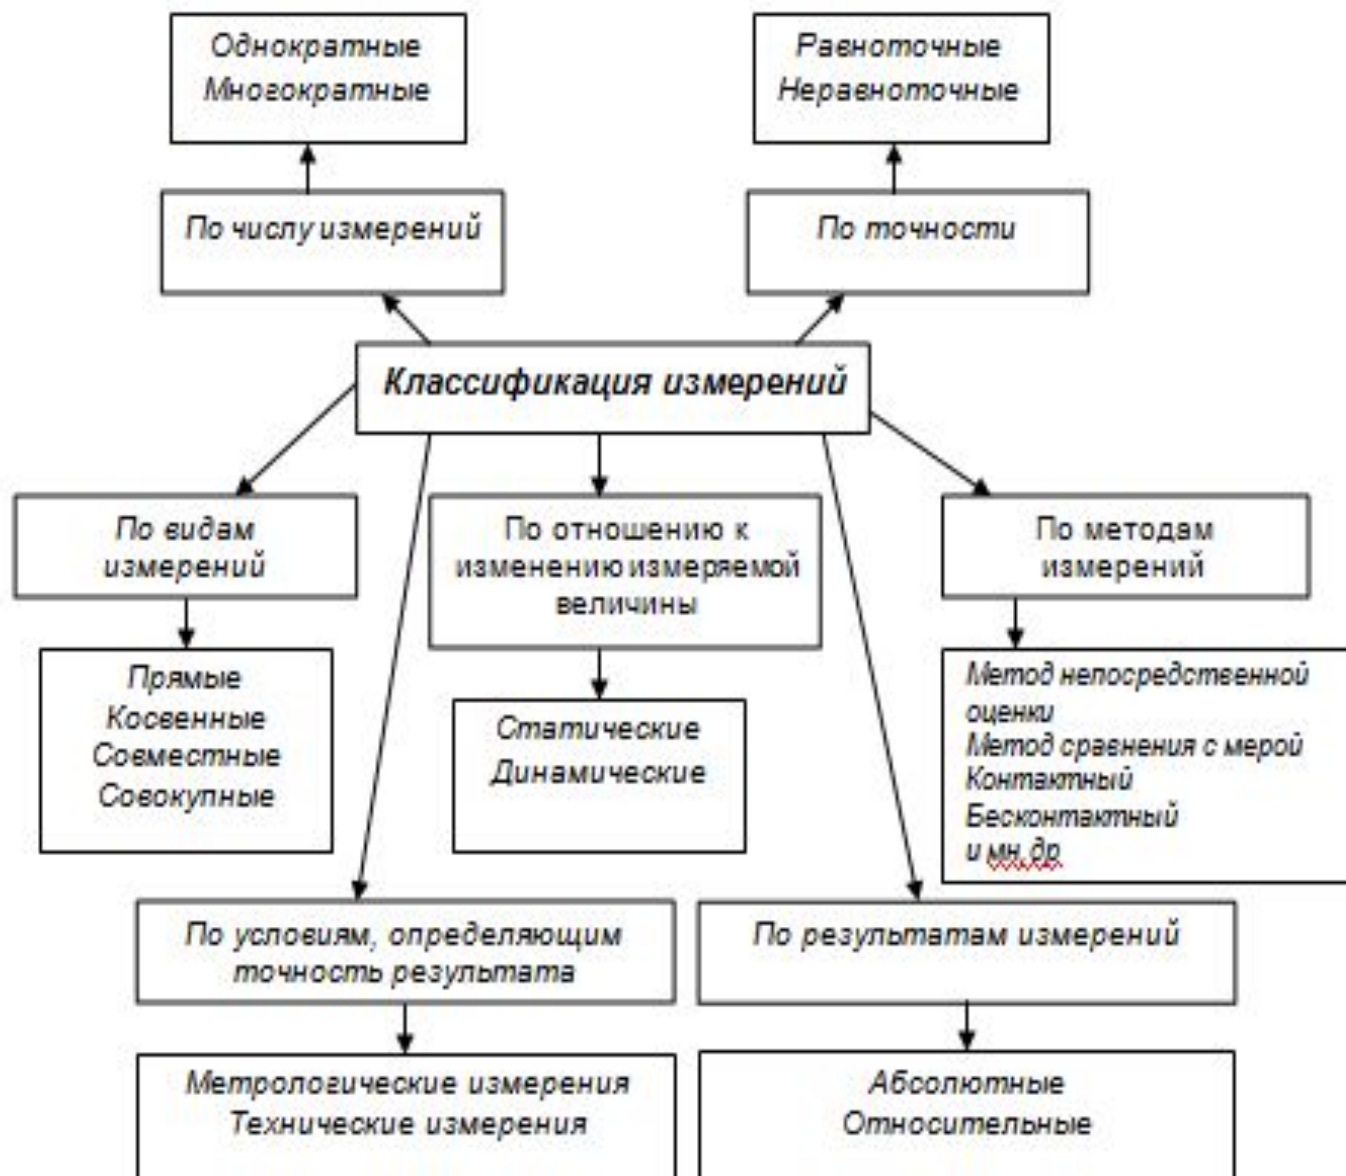 Однократные
Многократные
Равноточные
Неравноточные
По числу измерений
По точности
Классификация измерений
По видам
измерений
По отношению к
изменению измеряемой
величины
По методам
измерений
Прямые
Косвенные
Совместные
Совокупные
Статические
Динамические
Метод непосредственной
оценки
Метод сравнения с мерой
Контактный
Бесконтактный
и мн. др
По условиям, определяющим
точность результата
По результатам измерений
Метрологические измерения
Технические измерения
Абсолютные
Относительные